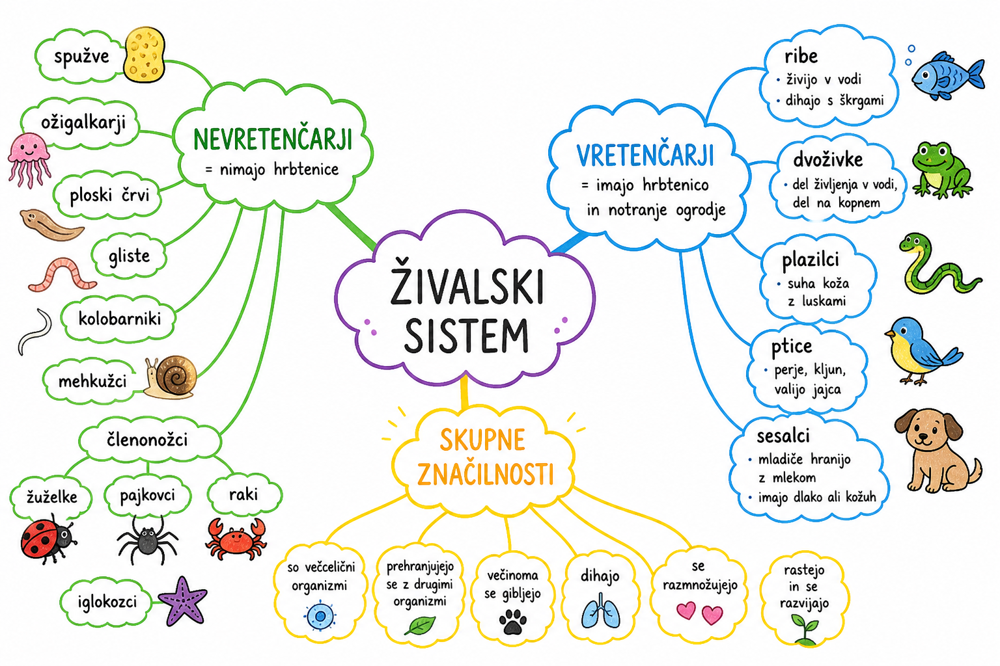 ŽIVALSKI
SISTEM
NEVRETENČARJI
= nimajo hrbtenice
spužve
ožigalkarji
ploski črvi
gliste
kolobarniki
mehkužci
členonožci
žuželke
pajkovci
raki
iglokozci
VRETENČARJI
= imajo hrbtenico
in notranje ogrodje
ribe
• živijo v vodi
• dihajo s škrgami
dvoživke
• del življenja v vodi,
del na kopnem
plazilci
• suha koža
z luskami
ptice
• perje, kljun,
valijo jajca
sesalci
• mladiče hranijo
z mlekom
• imajo dlako ali kožuh
SKUPNE
ZNAČILNOSTI
so večcelični
organizmi
prehranjujejo
se z drugimi
organizmi
večinoma
se gibljejo
dihajo
se
razmnožujejo
rastejo
in se
razvijajo